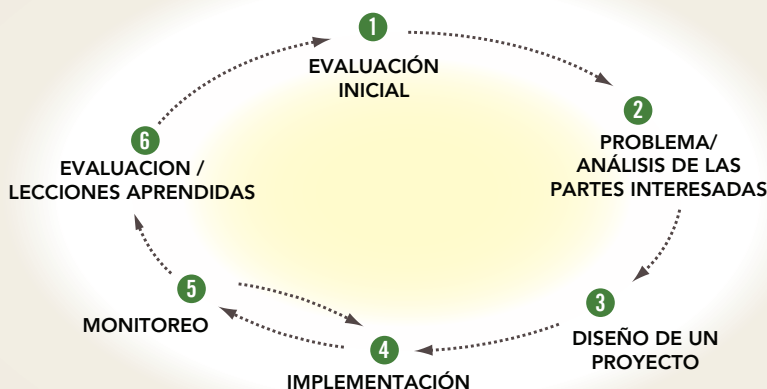 1
EVALUACIÓN
INICIAL
2
PROBLEMA/
ANÁLISIS DE LAS
PARTES INTERESADAS
3
DISEÑO DE UN
PROYECTO
4
IMPLEMENTACIÓN
5
MONITOREO
6
EVALUACION /
LECCIONES APRENDIDAS